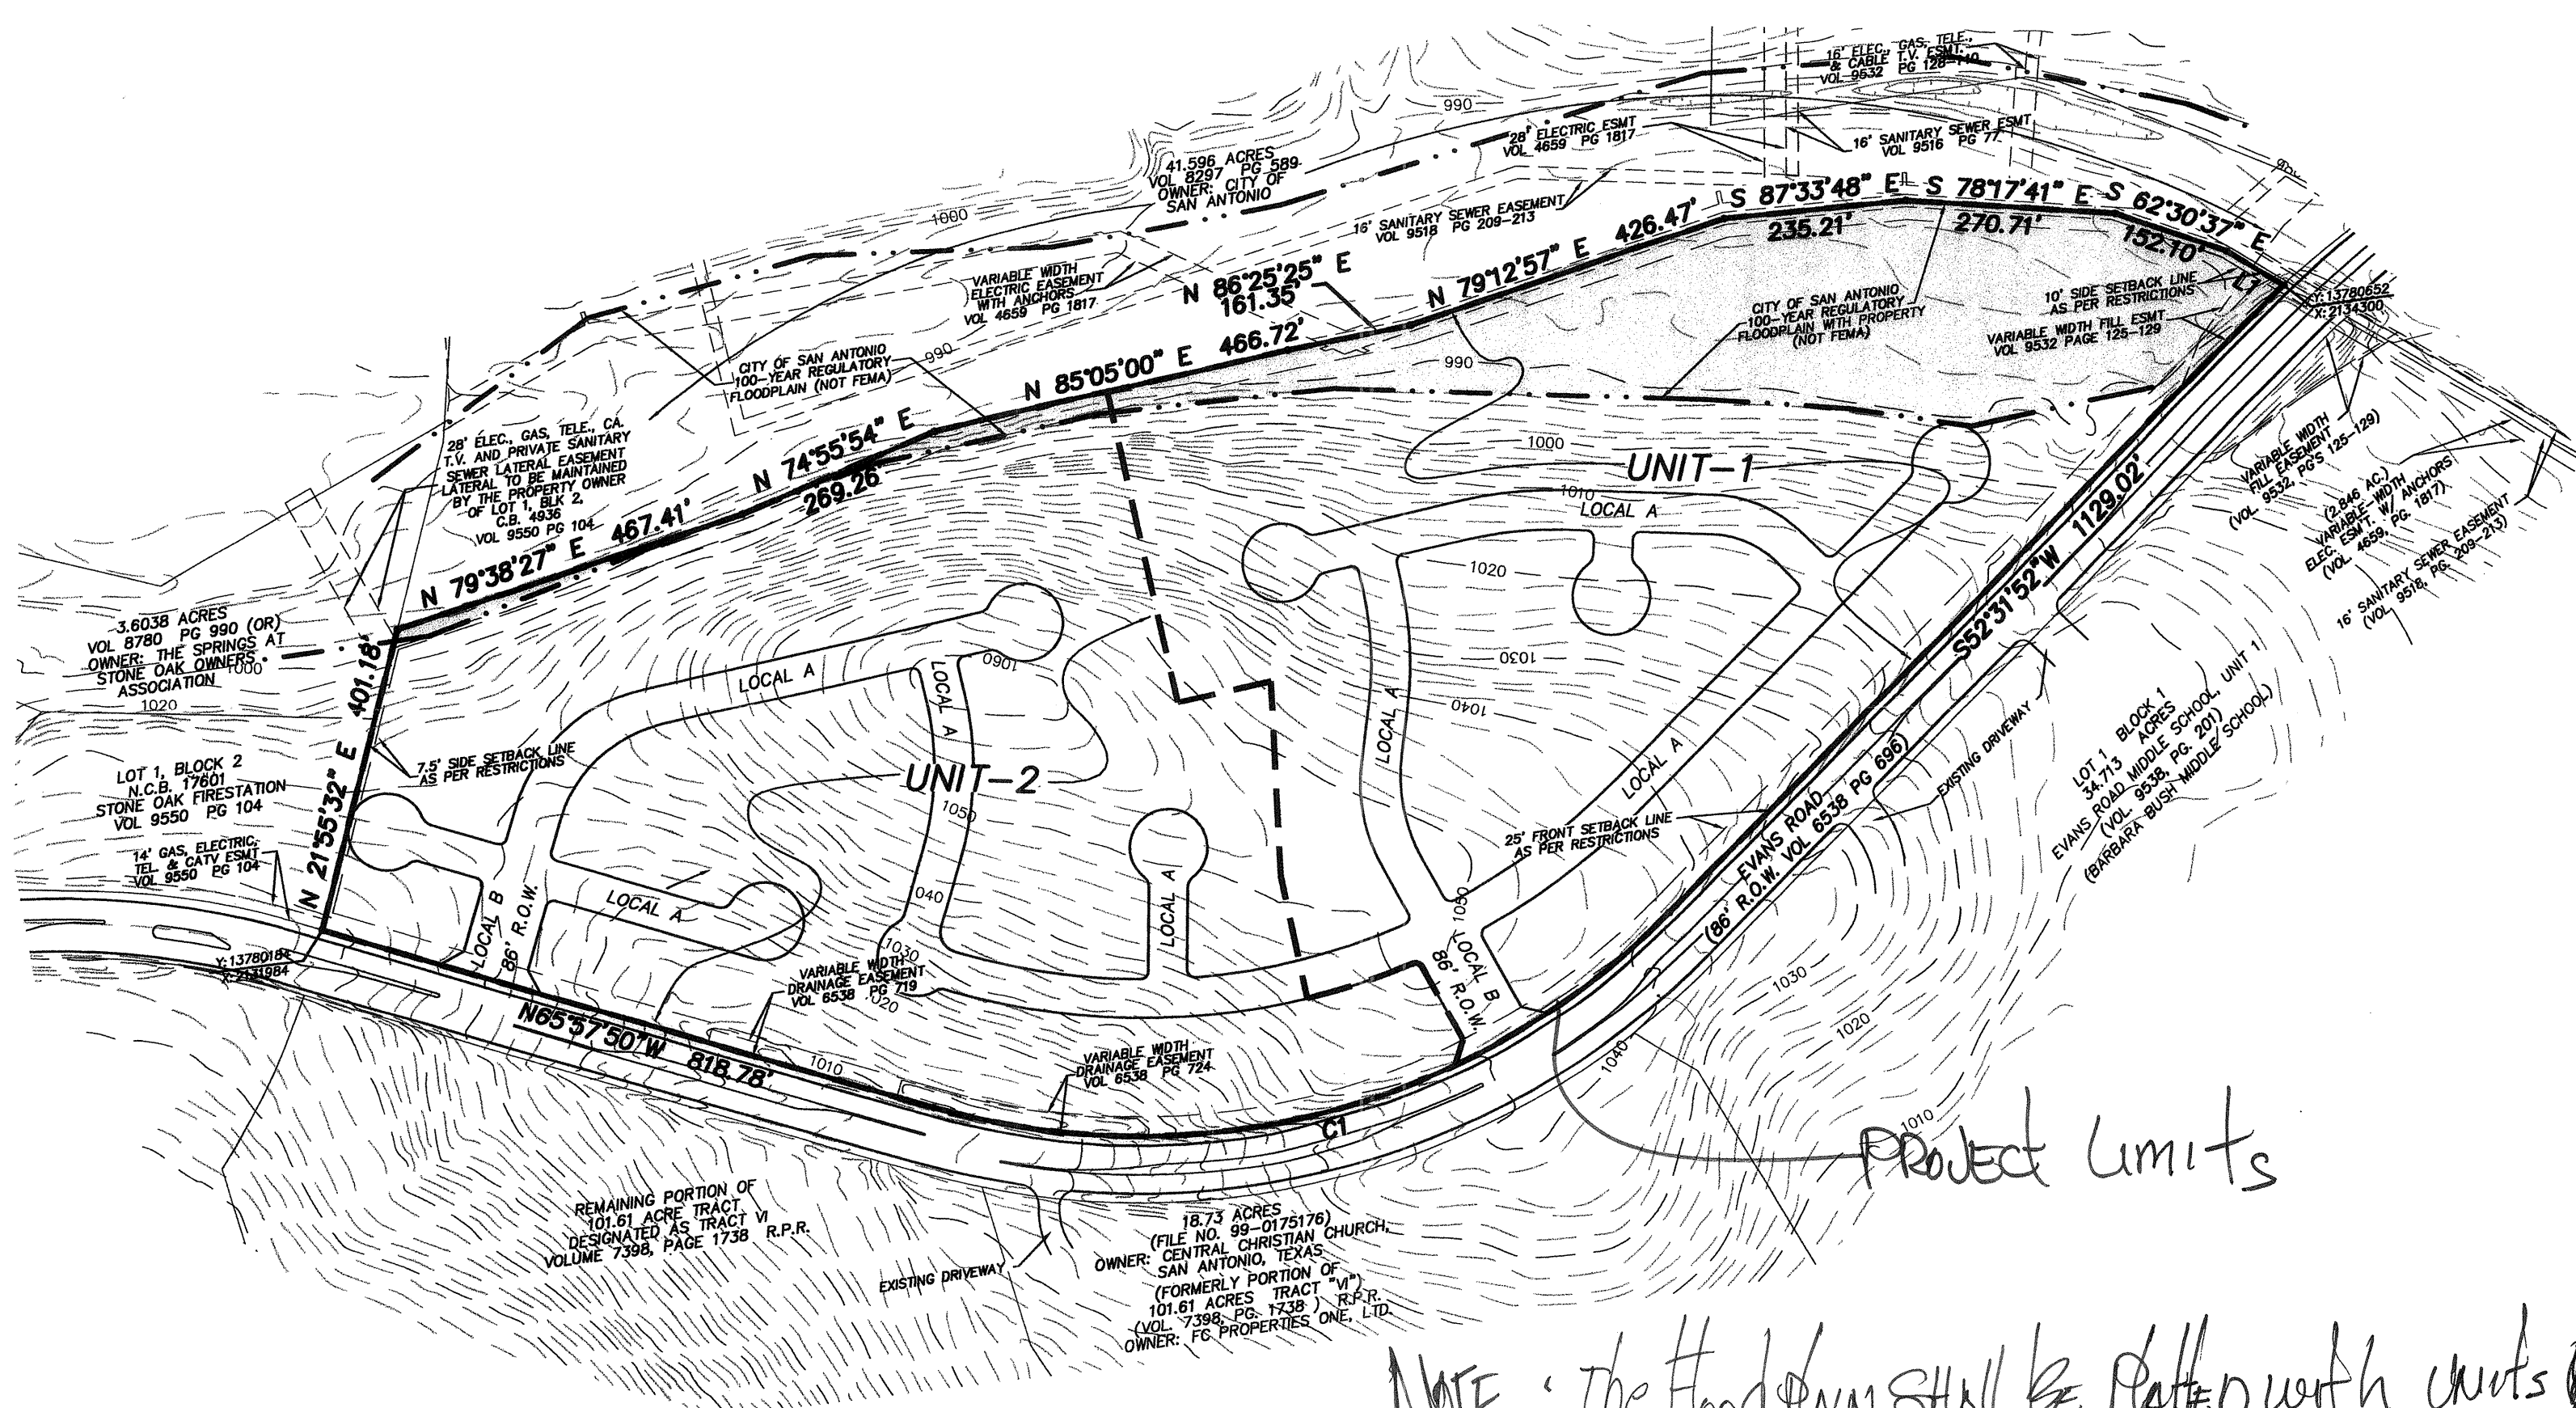 16' ELEC., GAS, TELE.,
& CABLE T.V. ESMT.
VOL 9532 PG 128-140
990
28' ELECTRIC ESMT
VOL 4659 PG 1817
16' SANITARY SEWER ESMT
VOL 9516 PG 77
41.596 ACRES
VOL 8297 PG 589
OWNER: CITY OF
SAN ANTONIO
1000
16' SANITARY SEWER EASEMENT
VOL 9518 PG 209-213
S 87°33'48" E
235.21'
S 78°17'41" E
270.71'
S 62°30'37" E
152.10'
L1
Y: 13780652
X: 2134300
VARIABLE WIDTH
ELECTRIC EASEMENT
WITH ANCHORS
VOL 4659 PG 1817
N 86°25'25" E
161.35'
N 79°12'57" E 426.47'
CITY OF SAN ANTONIO
100-YEAR REGULATORY
FLOODPLAIN WITH PROPERTY
(NOT FEMA)
10' SIDE SETBACK LINE
AS PER RESTRICTIONS
VARIABLE WIDTH FILL ESMT
VOL 9532 PAGE 125-129
CITY OF SAN ANTONIO
100-YEAR REGULATORY
FLOODPLAIN (NOT FEMA)
990
N 85°05'00" E 466.72'
990
N 74°55'54" E
269.26'
28' ELEC., GAS, TELE., CA.
T.V. AND PRIVATE SANITARY
SEWER LATERAL EASEMENT
LATERAL TO BE MAINTAINED
BY THE PROPERTY OWNER
OF LOT 1, BLK 2,
C.B. 4936
VOL 9550 PG 104
N 79°38'27" E 467.41'
1000
UNIT-1
1010
LOCAL A
1020
1030
1040
S52°31'52"W 1129.02'
VARIABLE WIDTH
FILL EASEMENT
(VOL 9532, PG'S 125-129)
(2.846 AC.)
VARIABLE-WIDTH
ELEC. ESM'T. W/ ANCHORS
(VOL. 4659, PG. 1817)
16' SANITARY SEWER EASEMENT
(VOL 9518, PG. 209-213)
3.6038 ACRES
VOL 8780 PG 990 (OR)
OWNER: THE SPRINGS AT
STONE OAK OWNERS
ASSOCIATION
1000
1020
N 21°55'32" E 401.18'
LOCAL A
LOCAL A
1060
7.5' SIDE SETBACK LINE
AS PER RESTRICTIONS
UNIT-2
1050
LOCAL A
LOCAL A
LOT 1, BLOCK 2
N.C.B. 17601
STONE OAK FIRESTATION
VOL 9550 PG 104
14' GAS, ELECTRIC,
TEL & CATV ESMT
VOL 9550 PG 104
25' FRONT SETBACK LINE
AS PER RESTRICTIONS
EVANS ROAD
(86' R.O.W. VOL 6538 PG 696)
EXISTING DRIVEWAY
LOT 1 BLOCK 1
34.713 ACRES
EVANS ROAD MIDDLE SCHOOL, UNIT 1
(VOL. 9538, PG. 201)
(BARBARA BUSH MIDDLE SCHOOL)
LOCAL B
86' R.O.W.
LOCAL A
040
LOCAL A
1050
LOCAL B
86' R.O.W.
Y: 13780184
X: 2131984
1030
VARIABLE WIDTH
DRAINAGE EASEMENT
VOL 6538 PG 719
1020
1030
1020
1040
N65°57'50"W 818.78'
1010
VARIABLE WIDTH
DRAINAGE EASEMENT
VOL 6538 PG 724
C1
1010
PROJECT Limits
REMAINING PORTION OF
101.61 ACRE TRACT
DESIGNATED AS TRACT VI
VOLUME 7398, PAGE 1738 R.P.R.
EXISTING DRIVEWAY
18.73 ACRES
(FILE NO. 99-0175176)
OWNER: CENTRAL CHRISTIAN CHURCH,
SAN ANTONIO, TEXAS
(FORMERLY PORTION OF
101.61 ACRES TRACT "VI")
(VOL. 7398, PG. 1738 ) R.P.R.
OWNER: FC PROPERTIES ONE, LTD.
NOTE : The Flood Plain SHAll BE PlattED with Units